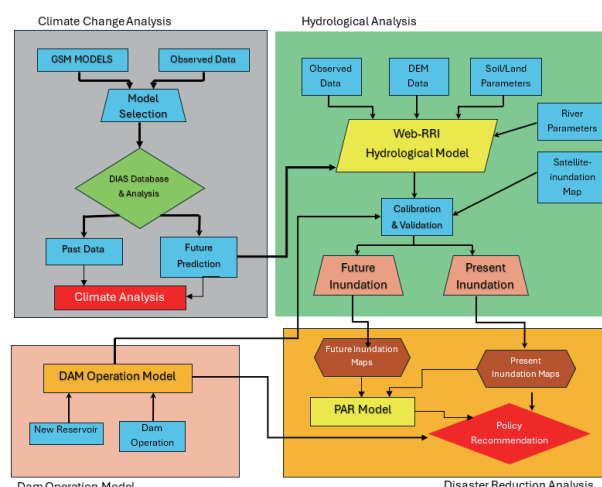 Climate Change Analysis
GSM MODELS
Observed Data
Model
Selection
DIAS Database
& Analysis
Past Data
Future
Prediction
Climate Analysis
Hydrological Analysis
Observed
Data
DEM
Data
Soil/Land
Parameters
Web-RRI
Hydrological Model
River
Parameters
Satellite-
inundation
Map
Calibration
& Validation
Future
Inundation
Present
Inundation
DAM Operation Model
New Reservoir
Dam
Operation
Dam Operation Model
Future Inundation
Maps
Present
Inundation Maps
PAR Model
Policy
Recommendation
Disaster Reduction Analysis